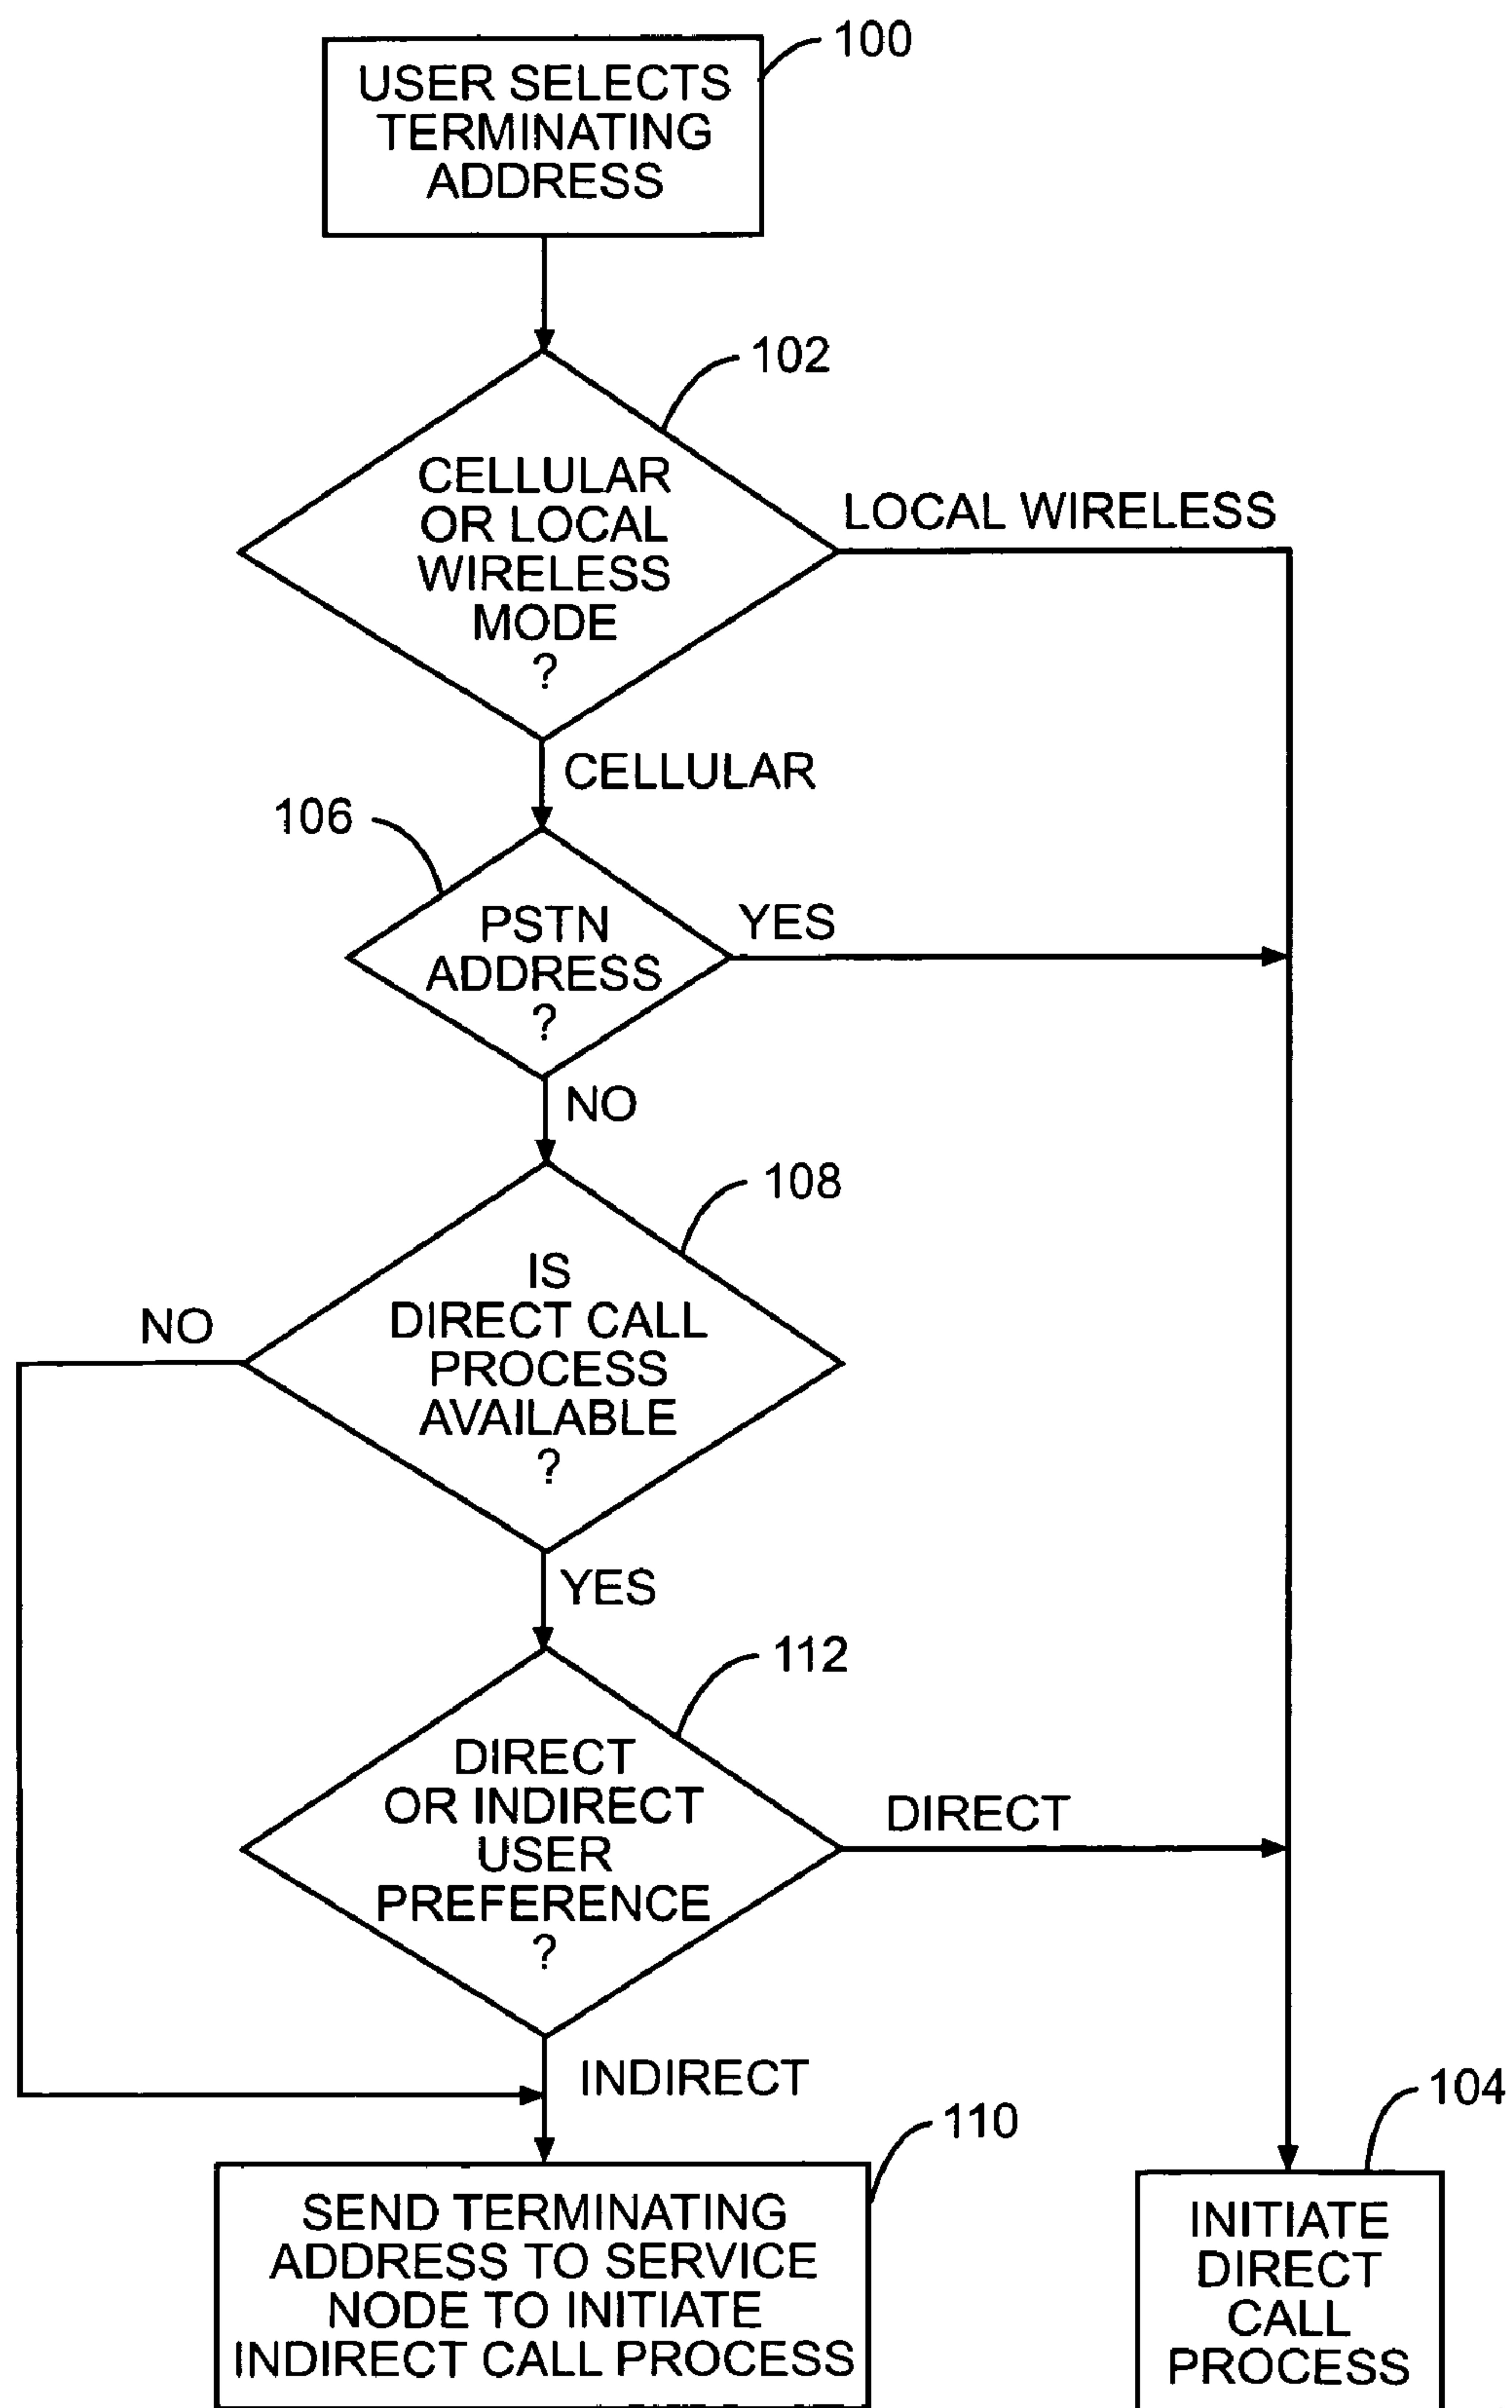 100
USER SELECTS
TERMINATING
ADDRESS
102
CELLULAR
OR LOCAL
WIRELESS
MODE
?
LOCAL WIRELESS
CELLULAR
106
PSTN
ADDRESS
?
YES
NO
108
IS
DIRECT CALL
PROCESS
AVAILABLE
?
NO
YES
112
DIRECT
OR INDIRECT
USER
PREFERENCE
?
DIRECT
INDIRECT
110
SEND TERMINATING
ADDRESS TO SERVICE
NODE TO INITIATE
INDIRECT CALL PROCESS
104
INITIATE
DIRECT
CALL
PROCESS